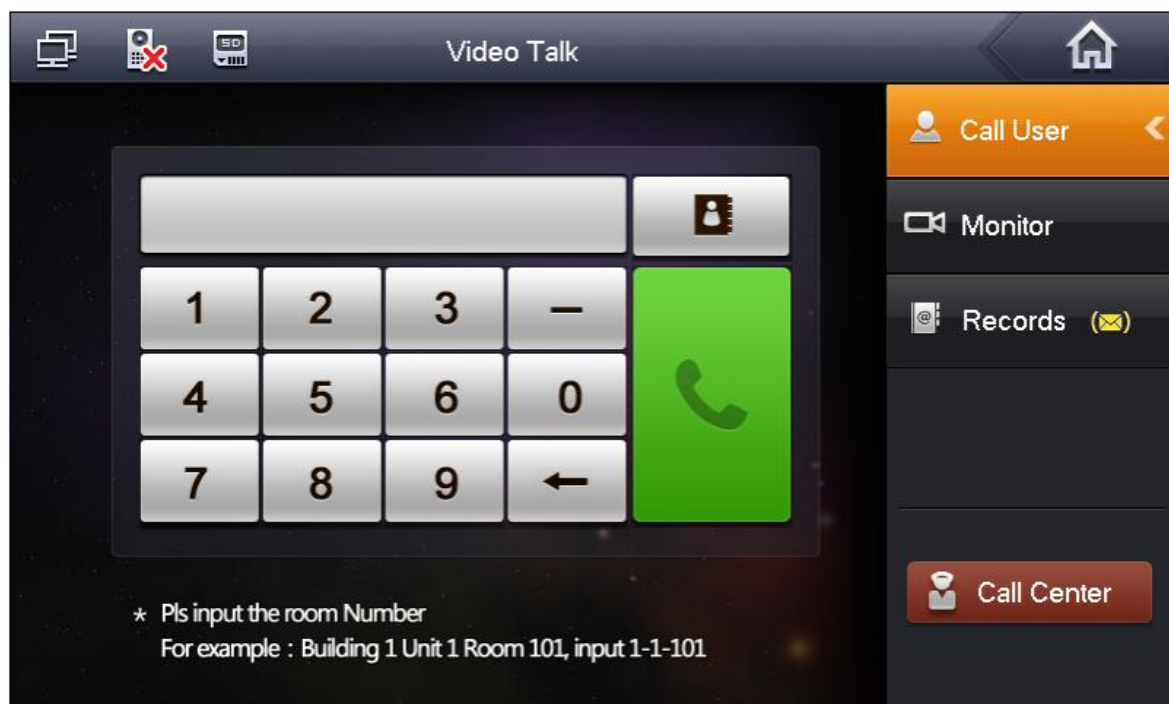 SD
Video Talk
Call User
Monitor
Records
1 2 3 —
4 5 6 0
7 8 9
Call Center
* Pls input the room Number
For example : Building 1 Unit 1 Room 101, input 1-1-101